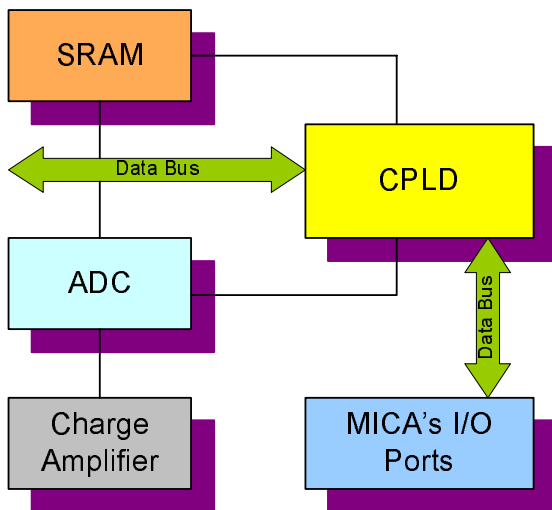 SRAM
Data Bus
CPLD
ADC
Data Bus
Charge
Amplifier
MICA's I/O
Ports